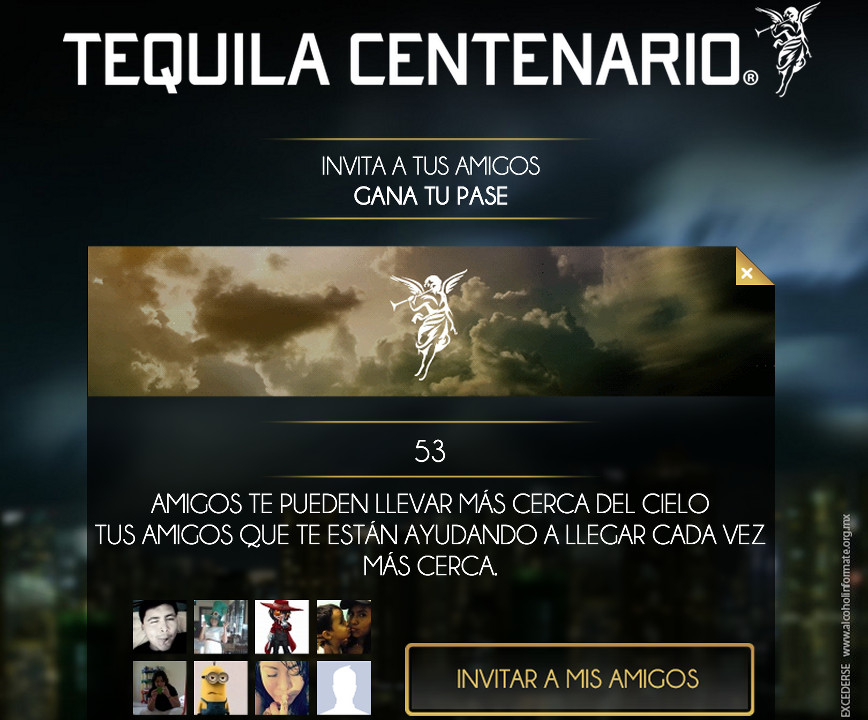 TEQUILA CENTENARIO®
INVITA A TUS AMIGOS
GANA TU PASE
53
AMIGOS TE PUEDEN LLEVAR MÁS CERCA DEL CIELO
TUS AMIGOS QUE TE ESTÁN AYUDANDO A LLEGAR CADA VEZ
MÁS CERCA.
INVITAR A MIS AMIGOS
EXCEDERSE www.alcoholinformate.org.mx